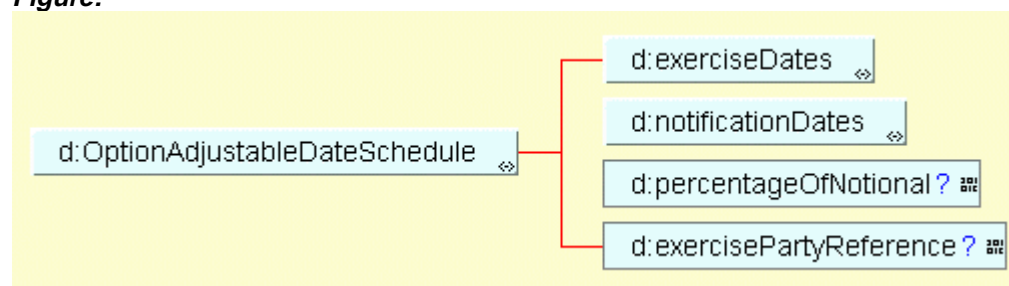 Figure:
d:exerciseDates
d:notificationDates
d:OptionAdjustableDateSchedule
d:percentageOfNotional?
d:exercisePartyReference?